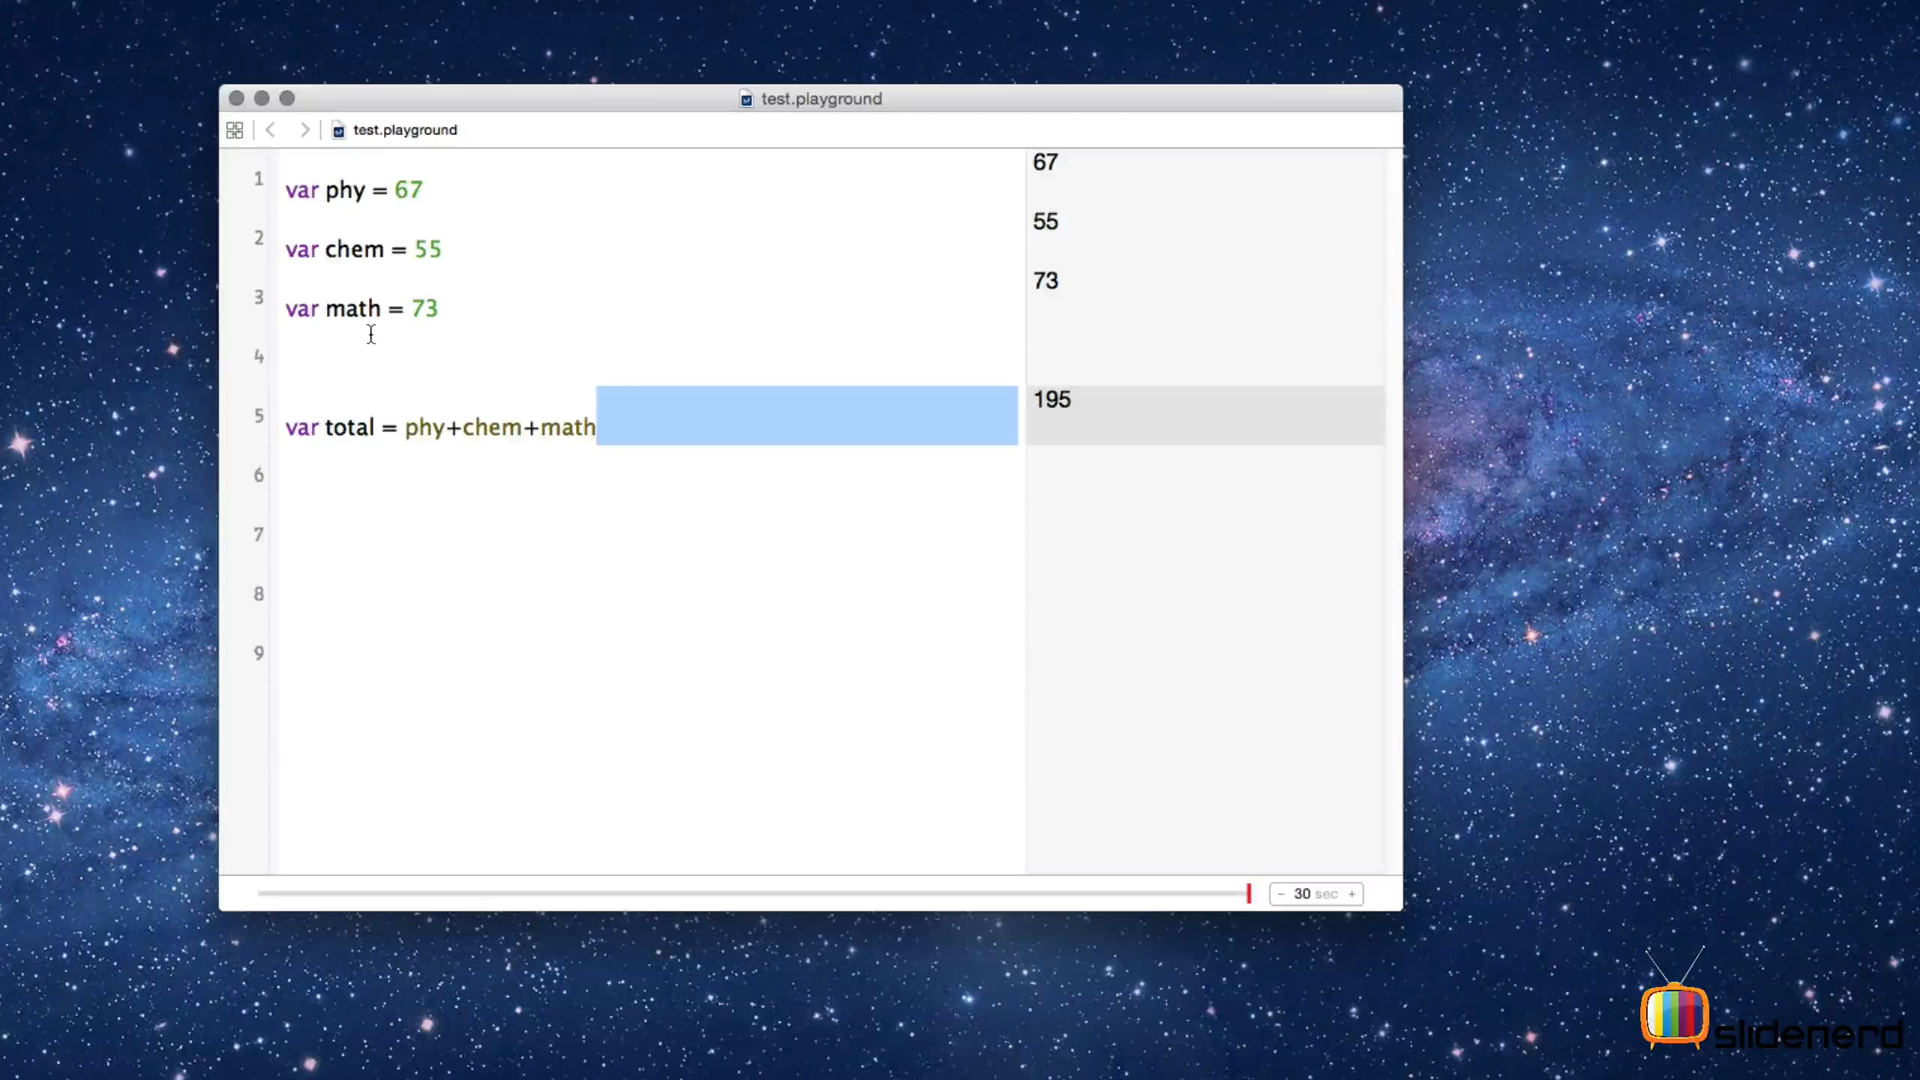 test.playground
test.playground
1 var phy = 67 67
2 var chem = 55 55
3 var math = 73 73
4
5 var total = phy+chem+math 195
6
7
8
9
- 30 sec +
slidenerd